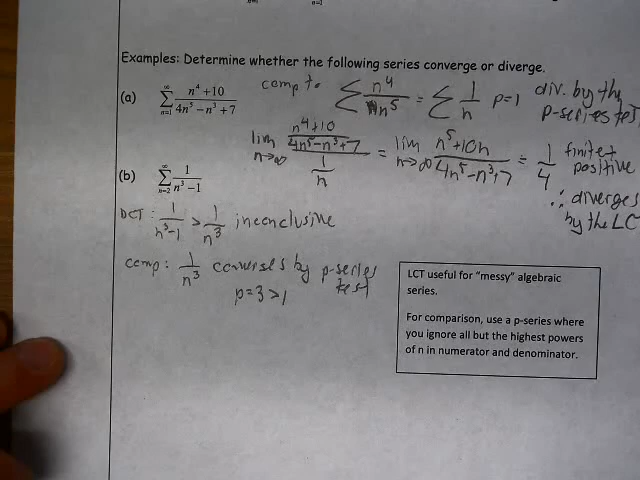 Examples: Determine whether the following series converge or diverge.
(a) ∑_{n=1}^{∞} (n⁴+10)/(4n⁵−n³+7) comp to ∑ n⁴/n⁵ = ∑ 1/n p=1 div. by the
p-series test
lim_{n→∞} ((n⁴+10)/(4n⁵−n³+7))/(1/n) = lim_{n→∞} (n⁵+10n)/(4n⁵−n³+7) = 1/4 finite + positive
∴ diverges
by the LC
(b) ∑_{n=2}^{∞} 1/(n³−1)
DCT: 1/(n³−1) > 1/n³ inconclusive
comp: 1/n³ converges by p-series
test
p=3>1
LCT useful for "messy" algebraic
series.
For comparison, use a p-series where
you ignore all but the highest powers
of n in numerator and denominator.